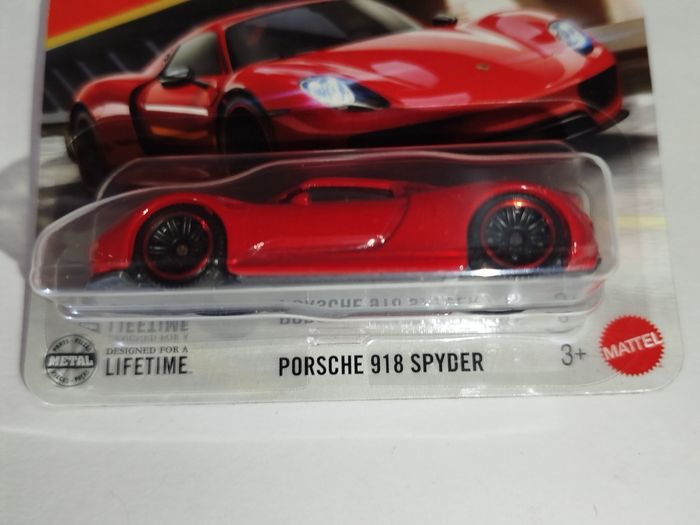 METAL
DESIGNED FOR A
LIFETIME
PORSCHE 918 SPYDER
3+
MATTEL